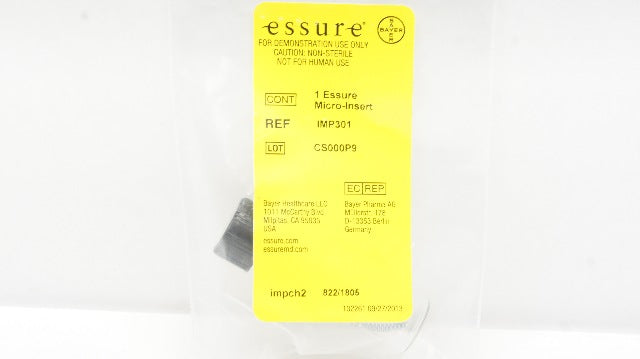 essure®
BAYER
BAYER
FOR DEMONSTRATION USE ONLY
CAUTION: NON-STERILE
NOT FOR HUMAN USE
CONT 1 Essure
Micro-Insert
REF IMP301
LOT CS000P9
EC REP
Bayer Healthcare LLC
1011 McCarthy Blvd.
Milpitas, CA 95035
USA
essure.com
essuremd.com
Bayer Pharma AG
Müllerstr. 178
D-13353 Berlin
Germany
impch2 822/1805